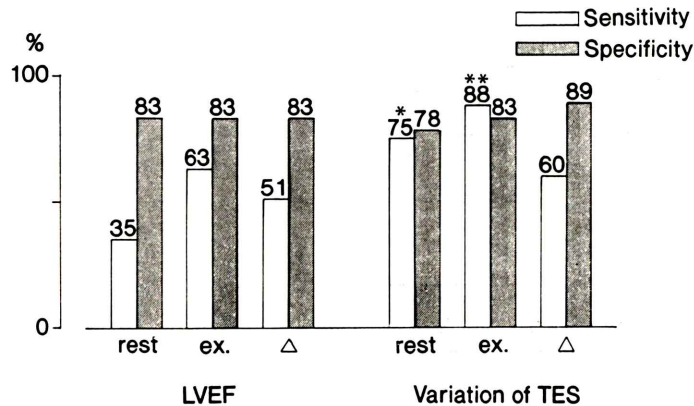 Sensitivity
Specificity
%
100
0
35 83 63 83 51 83
* 75 78 ** 88 83 60 89
rest ex. △ rest ex. △
LVEF Variation of TES